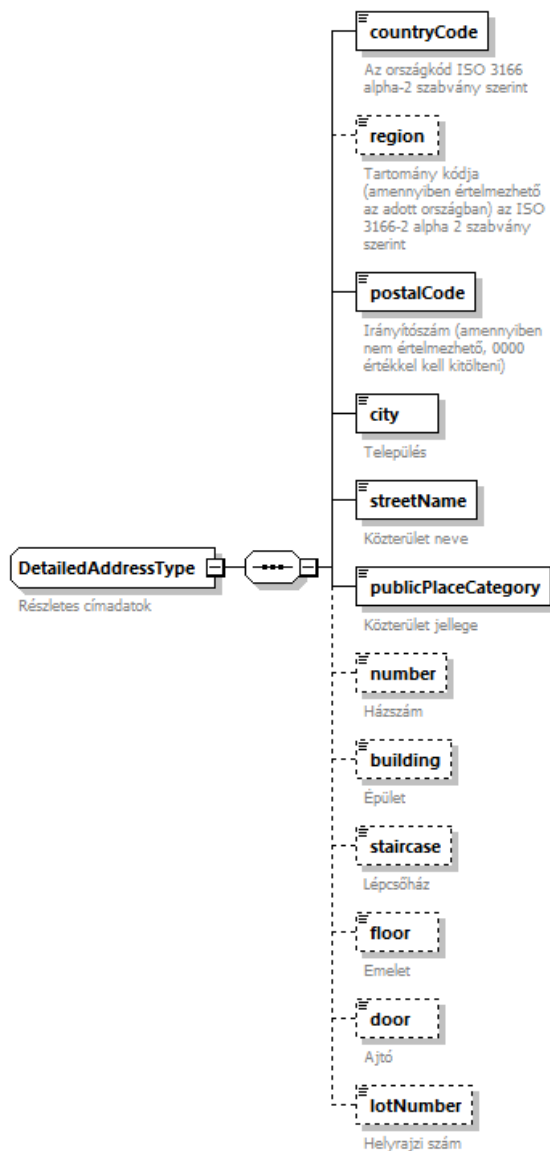 countryCode
Az országkód ISO 3166
alpha-2 szabvány szerint
region
Tartomány kódja
(amennyiben értelmezhető
az adott országban) az ISO
3166-2 alpha 2 szabvány
szerint
postalCode
Irányítószám (amennyiben
nem értelmezhető, 0000
értékkel kell kitölteni)
city
Település
streetName
Közterület neve
DetailedAddressType
Részletes címadatok
publicPlaceCategory
Közterület jellege
number
Házszám
building
Épület
staircase
Lépcsőház
floor
Emelet
door
Ajtó
lotNumber
Helyrajzi szám